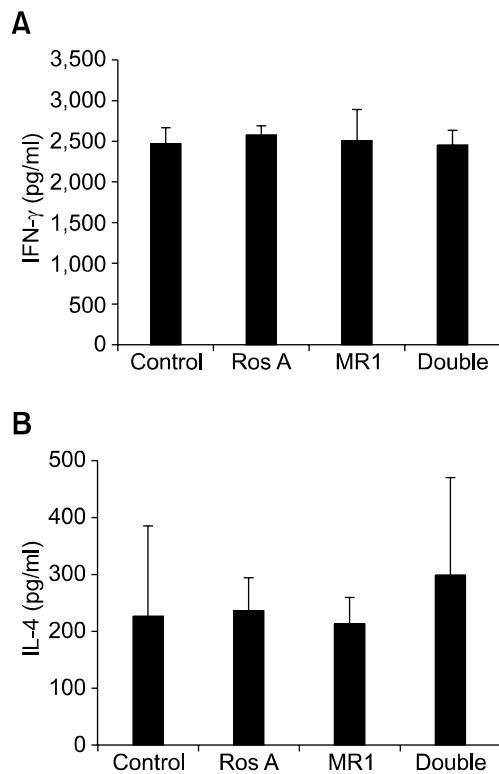 A
IFN-γ (pg/ml)
3,500
3,000
2,500
2,000
1,500
1,000
500
0
Control Ros A MR1 Double
B
IL-4 (pg/ml)
500
400
300
200
100
0
Control Ros A MR1 Double